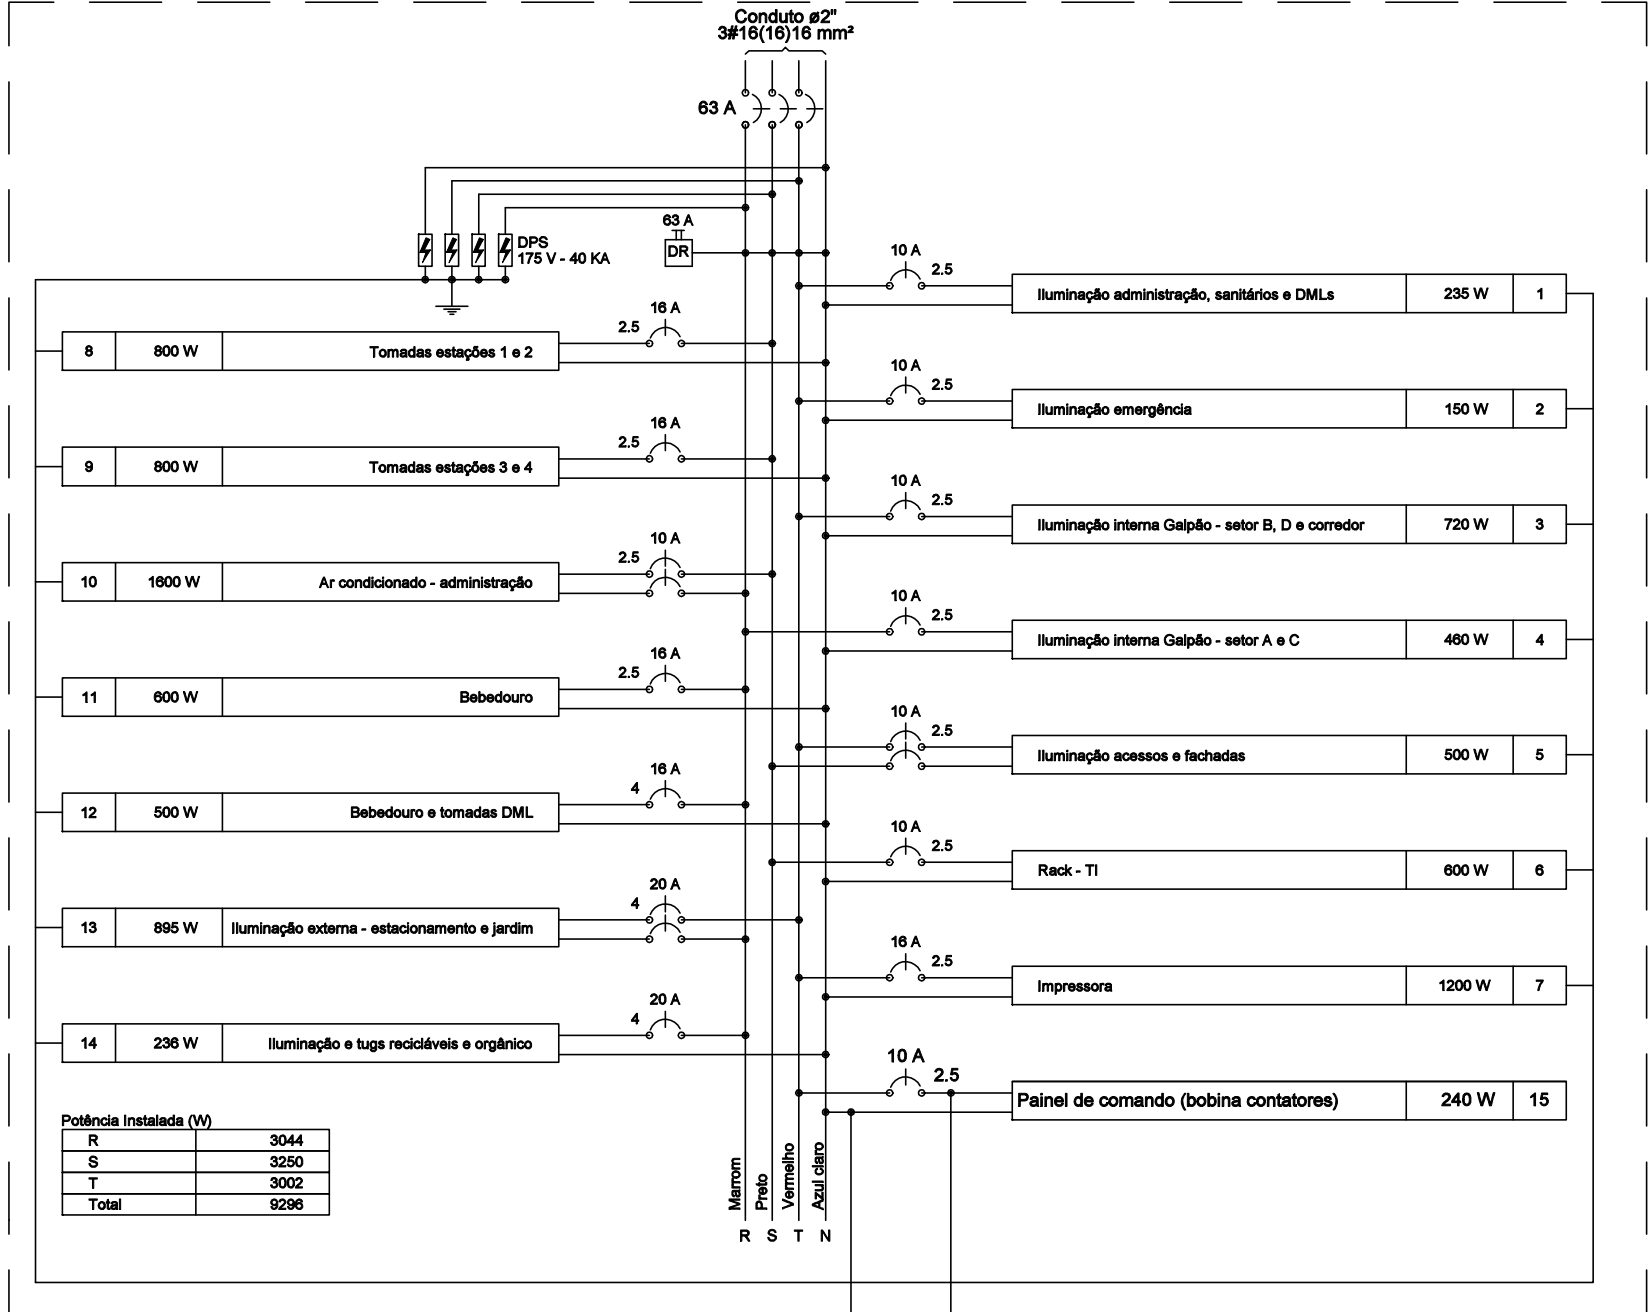 Conduto ø2"
3#16(16)16 mm²
63 A
DPS
175 V - 40 KA
63 A
DR
10 A
2.5
Iluminação administração, sanitários e DMLs 235 W 1
10 A
2.5
Iluminação emergência 150 W 2
10 A
2.5
Iluminação interna Galpão - setor B, D e corredor 720 W 3
10 A
2.5
Iluminação interna Galpão - setor A e C 460 W 4
10 A
2.5
Iluminação acessos e fachadas 500 W 5
10 A
2.5
Rack - TI 600 W 6
16 A
2.5
Impressora 1200 W 7
10 A
2.5
Painel de comando (bobina contatores) 240 W 15
16 A
2.5
8 800 W Tomadas estações 1 e 2
16 A
2.5
9 800 W Tomadas estações 3 e 4
10 A
2.5
10 1600 W Ar condicionado - administração
16 A
2.5
11 600 W Bebedouro
16 A
4
12 500 W Bebedouro e tomadas DML
20 A
4
13 895 W Iluminação externa - estacionamento e jardim
20 A
4
14 236 W Iluminação e tugs recicláveis e orgânico
Potência Instalada (W)
R 3044
S 3250
T 3002
Total 9296
Marrom
Preto
Vermelho
Azul claro
R S T N